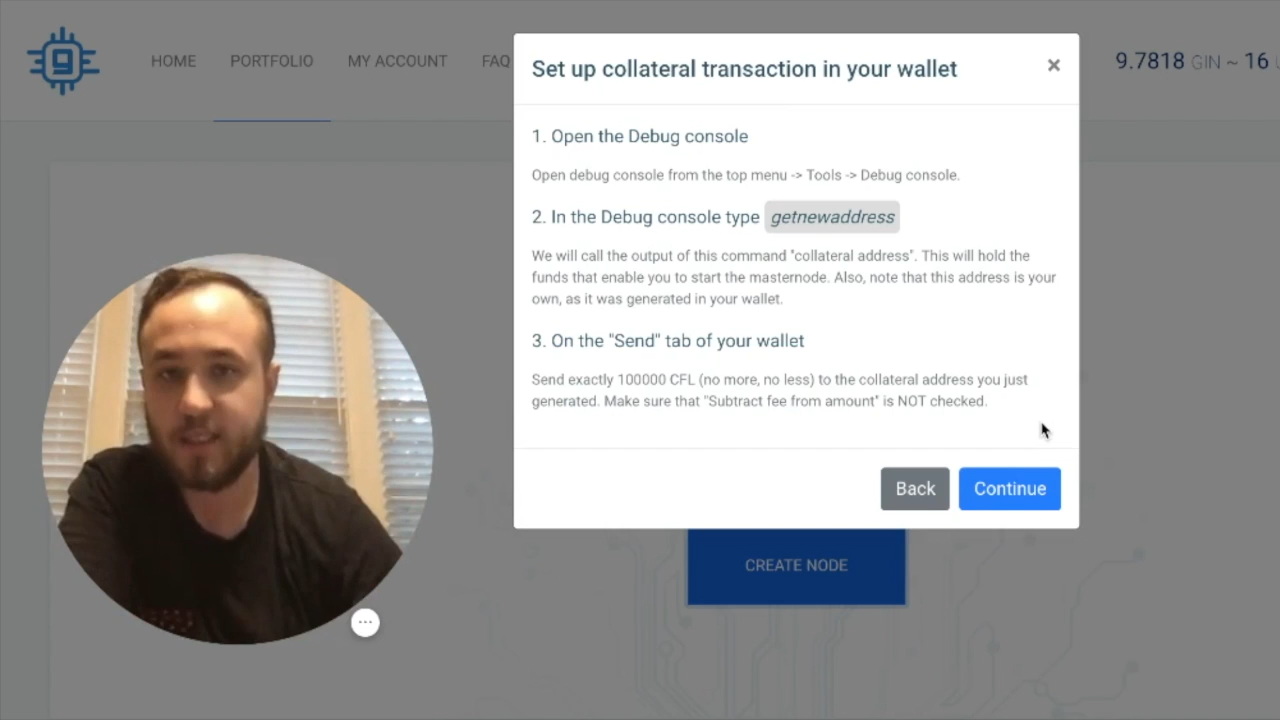 HOME PORTFOLIO MY ACCOUNT FAQ
9.7818 GIN ~ 16
Set up collateral transaction in your wallet
×
1. Open the Debug console
Open debug console from the top menu -> Tools -> Debug console.
2. In the Debug console type getnewaddress
We will call the output of this command "collateral address". This will hold the
funds that enable you to start the masternode. Also, note that this address is your
own, as it was generated in your wallet.
3. On the "Send" tab of your wallet
Send exactly 100000 CFL (no more, no less) to the collateral address you just
generated. Make sure that "Subtract fee from amount" is NOT checked.
Back Continue
CREATE NODE